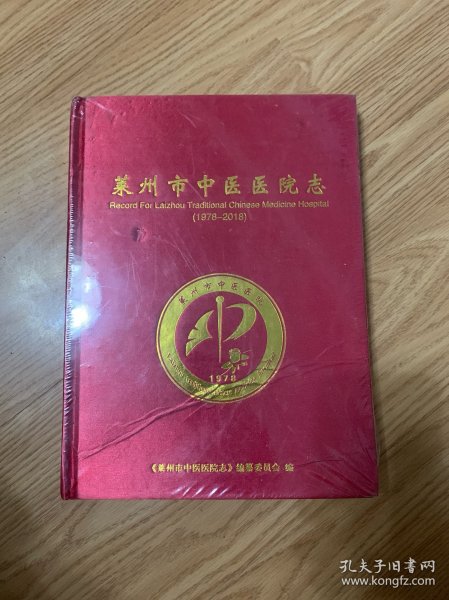 莱州市中医医院志
Record For Laizhou Traditional Chinese Medicine Hospital
(1978-2018)
莱州市中医医院
1978
《莱州市中医医院志》编纂委员会 编
孔夫子旧书网
www.kongfz.com